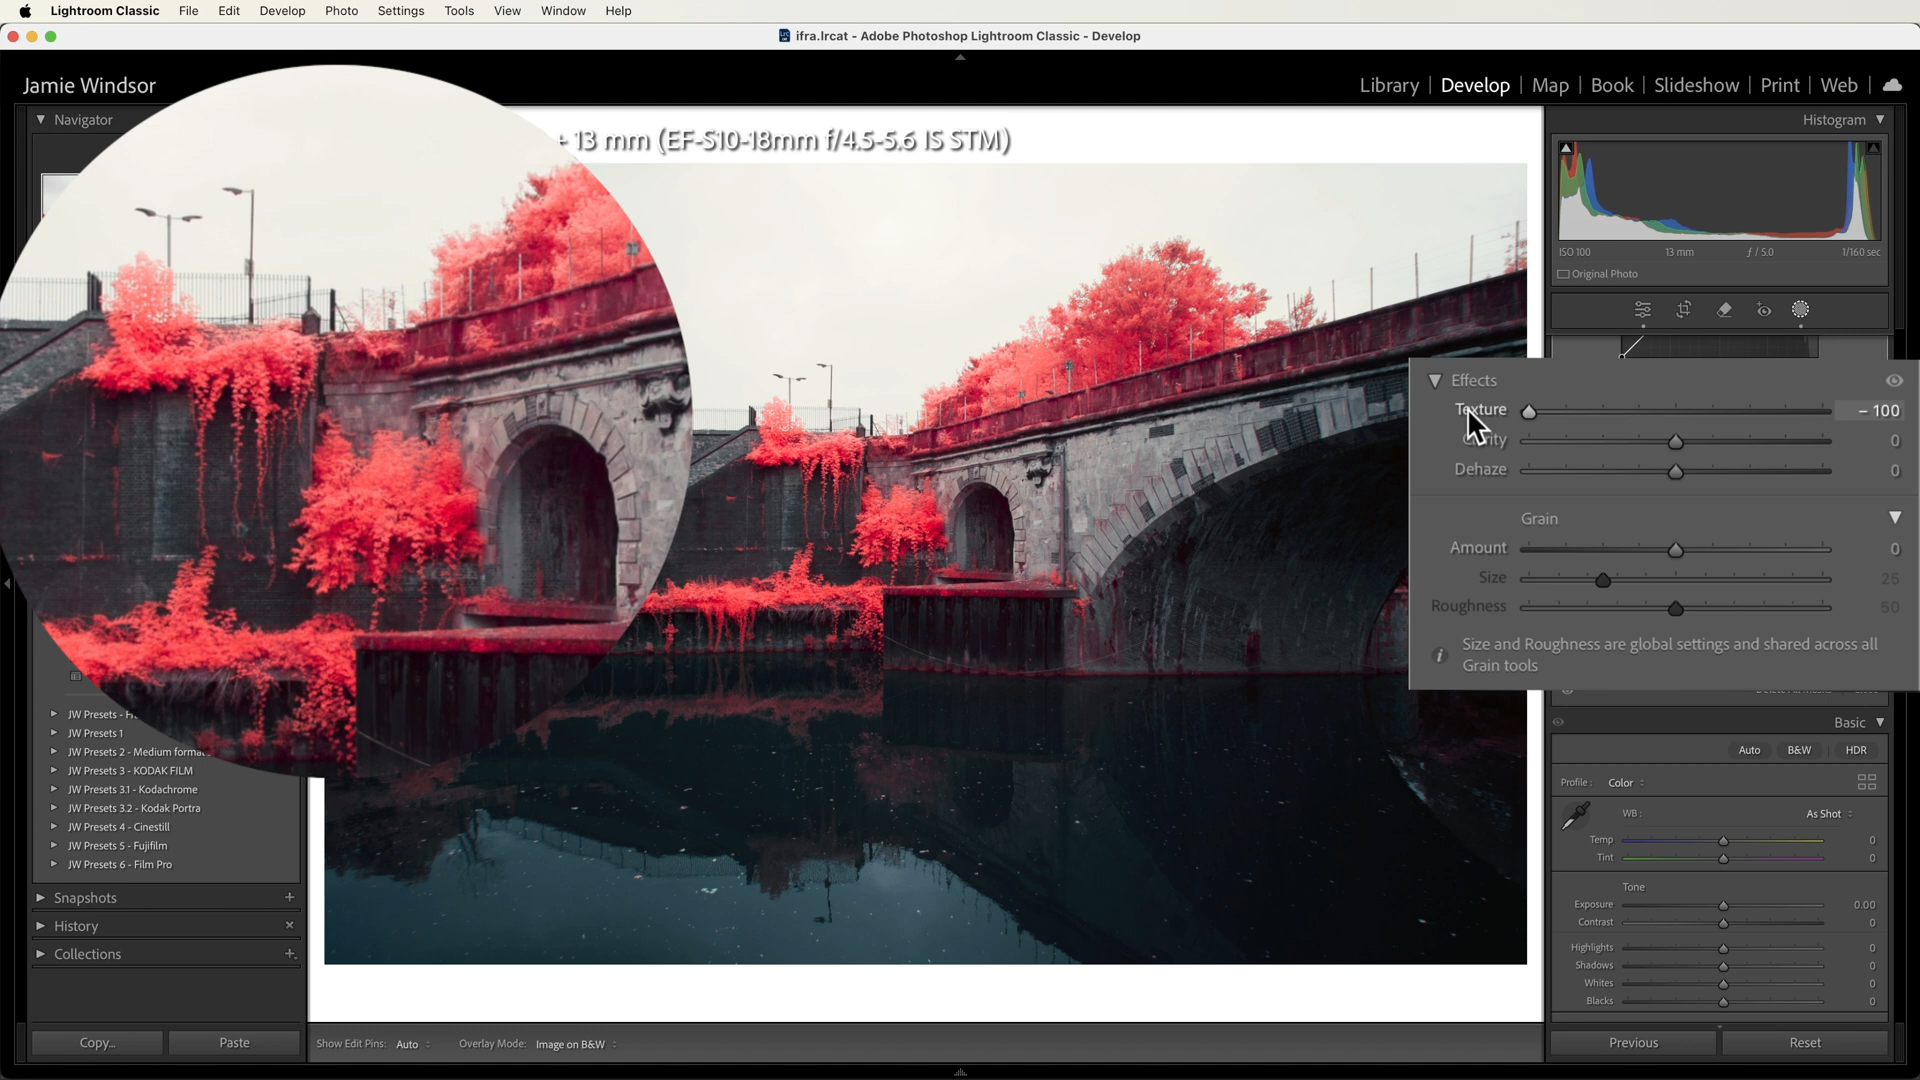 Lightroom Classic File Edit Develop Photo Settings Tools View Window Help
ifra.lrcat - Adobe Photoshop Lightroom Classic - Develop
Jamie Windsor
Library | Develop | Map | Book | Slideshow | Print | Web
Navigator
13 mm (EF-S10-18mm f/4.5-5.6 IS STM)
Histogram
ISO 100 13 mm ƒ / 5.0 1/160 sec
Original Photo
Effects
Texture – 100
Clarity 0
Dehaze 0
Grain
Amount 0
Size 25
Roughness 50
Size and Roughness are global settings and shared across all
Grain tools
JW Presets -
JW Presets 1
JW Presets 2 - Medium format
JW Presets 3 - KODAK FILM
JW Presets 3.1 - Kodachrome
JW Presets 3.2 - Kodak Portra
JW Presets 4 - Cinestill
JW Presets 5 - Fujifilm
JW Presets 6 - Film Pro
Snapshots +
History ×
Collections +
Copy... Paste
Show Edit Pins: Auto Overlay Mode: Image on B&W
Basic
Auto B&W HDR
Profile : Color
WB : As Shot
Temp 0
Tint 0
Tone
Exposure 0.00
Contrast 0
Highlights 0
Shadows 0
Whites 0
Blacks 0
Previous Reset